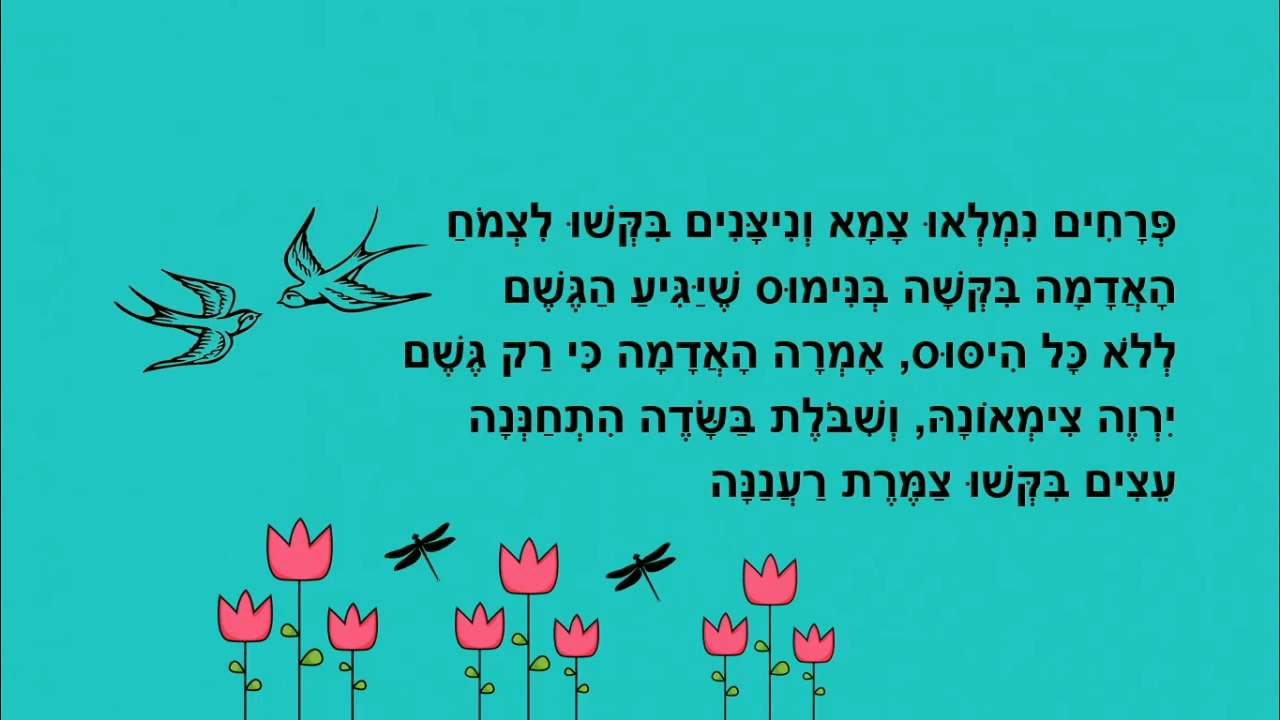 פְּרָחִים נִמְלְאוּ צָמָא וְנִיצָּנִים בִּקְּשׁוּ לִצְמֹחַ
הָאֲדָמָה בִּקְּשָׁה בְּנִּימוּס שֶׁיַּגִּיעַ הַגֶּשֶׁם
לְלֹא כָּל הִיסּוּס, אָמְרָה הָאֲדָמָה כִּי רַק גֶּשֶׁם
יִרְוֶה צִימְאוֹנָהּ, וְשִׁבֹּלֶת בַּשָּׂדֶה הִתְחַנְּנָה
עֵצִים בִּקְּשׁוּ צַמֶּרֶת רַעֲנַנָּה